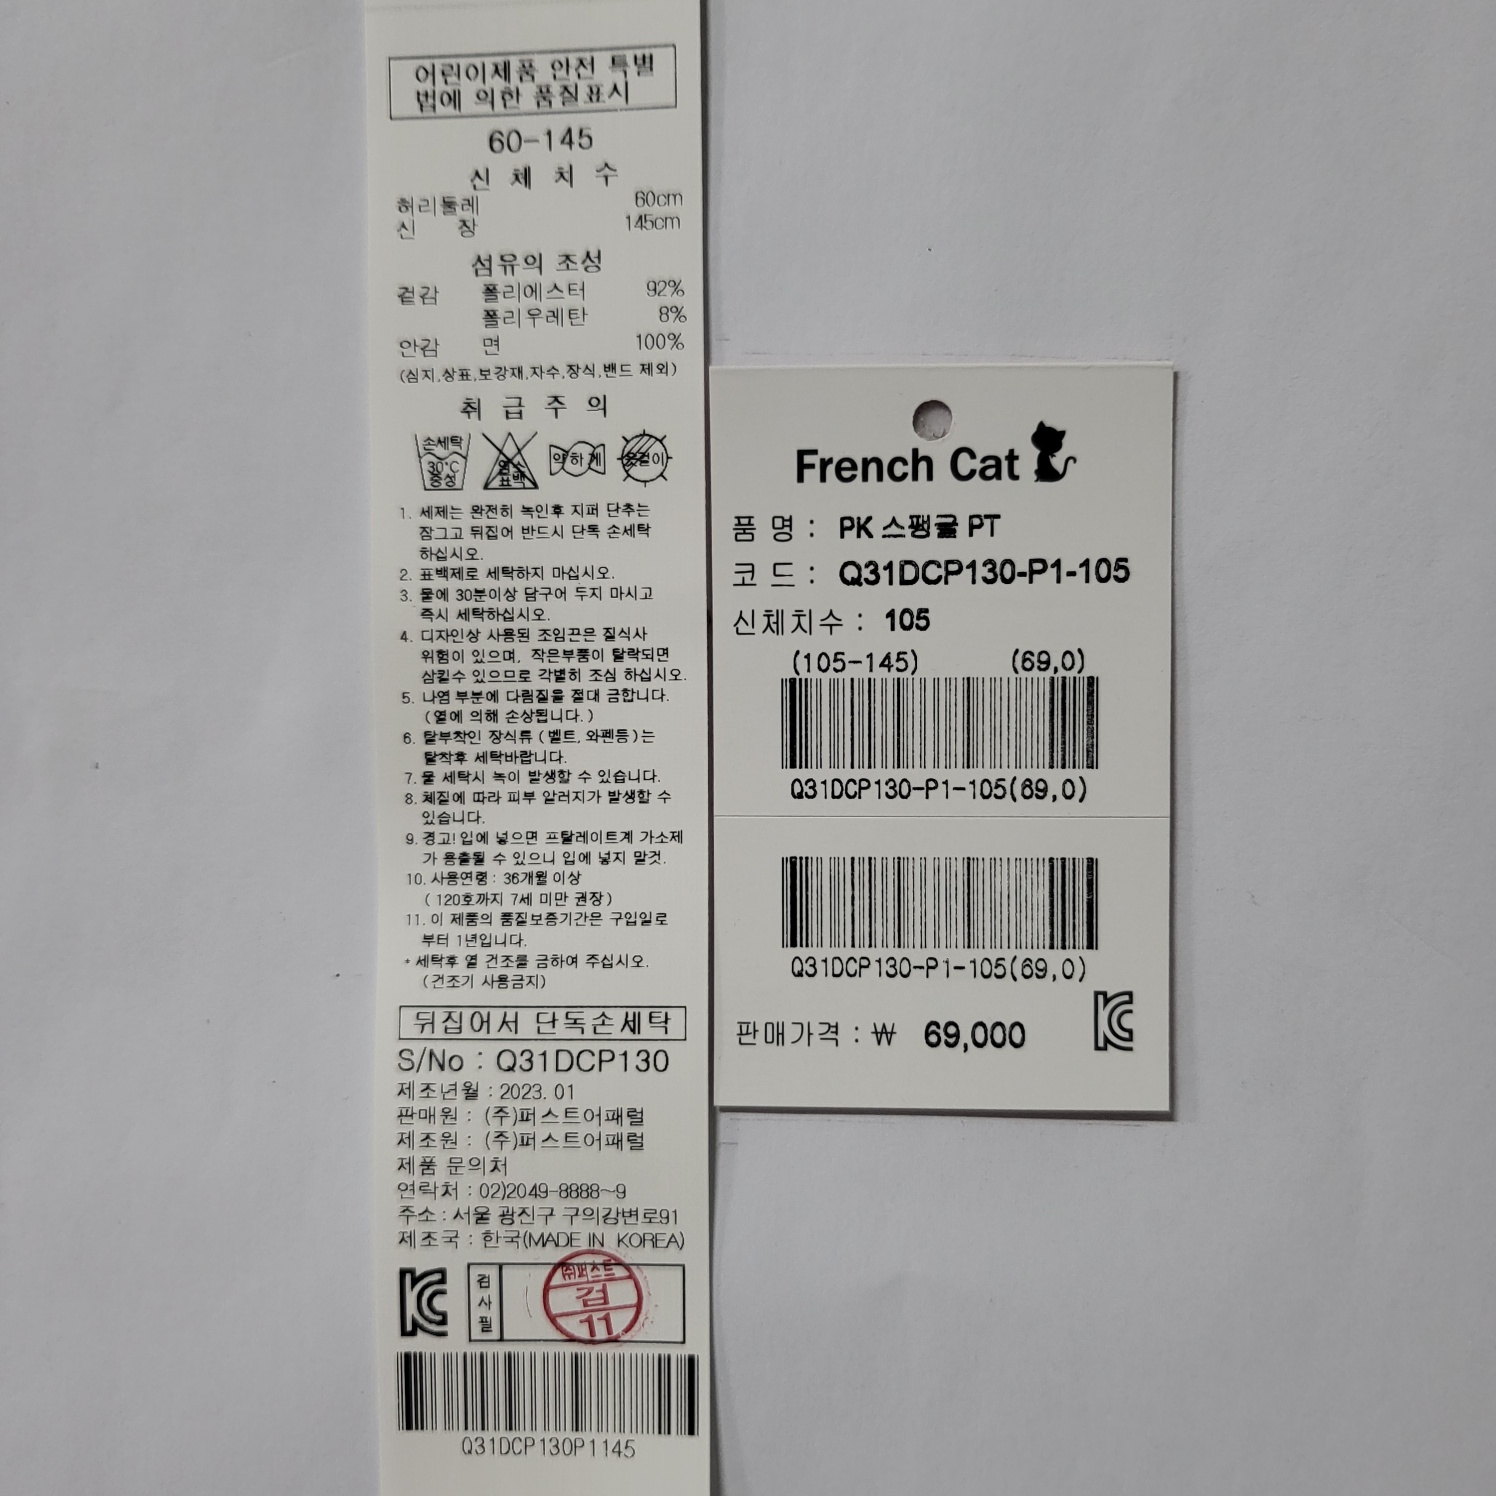 어린이제품 안전 특별
법에 의한 품질표시
60-145
신 체 치 수
허리둘레 60cm
신 장 145cm
섬유의 조성
겉감 폴리에스터 92%
폴리우레탄 8%
안감 면 100%
(심지,상표,보강재,자수,장식,밴드 제외)
취 급 주 의
손세탁 30℃ 중성
염소 표백
약하게
옷걸이
1. 세제는 완전히 녹인후 지퍼 단추는
잠그고 뒤집어 반드시 단독 손세탁
하십시오.
2. 표백제로 세탁하지 마십시오.
3. 물에 30분이상 담구어 두지 마시고
즉시 세탁하십시오.
4. 디자인상 사용된 조임끈은 질식사
위험이 있으며, 작은부품이 탈락되면
삼킬수 있으므로 각별히 조심 하십시오.
5. 나염 부분에 다림질을 절대 금합니다.
(열에 의해 손상됩니다.)
6. 탈부착인 장식류 (벨트, 와펜등)는
탈착후 세탁바랍니다.
7. 물 세탁시 녹이 발생할 수 있습니다.
8. 체질에 따라 피부 알러지가 발생할 수
있습니다.
9. 경고! 입에 넣으면 프탈레이트계 가소제
가 용출될 수 있으니 입에 넣지 말것.
10. 사용연령 : 36개월 이상
( 120호까지 7세 미만 권장 )
11. 이 제품의 품질보증기간은 구입일로
부터 1년입니다.
* 세탁후 열 건조를 금하여 주십시오.
(건조기 사용금지)
뒤집어서 단독손세탁
S/No : Q31DCP130
제조년월 : 2023. 01
판매원 : (주)퍼스트어패럴
제조원 : (주)퍼스트어패럴
제품 문의처
연락처 : 02)2049-8888~9
주소 : 서울 광진구 구의강변로91
제조국 : 한국(MADE IN KOREA)
KC
검사필
㈜퍼스트
검
11
Q31DCP130P1145
French Cat
품 명 : PK 스팽글 PT
코 드 : Q31DCP130-P1-105
신체치수 : 105
(105-145) (69,0)
Q31DCP130-P1-105(69,0)
Q31DCP130-P1-105(69,0)
판매가격 : ₩ 69,000
KC